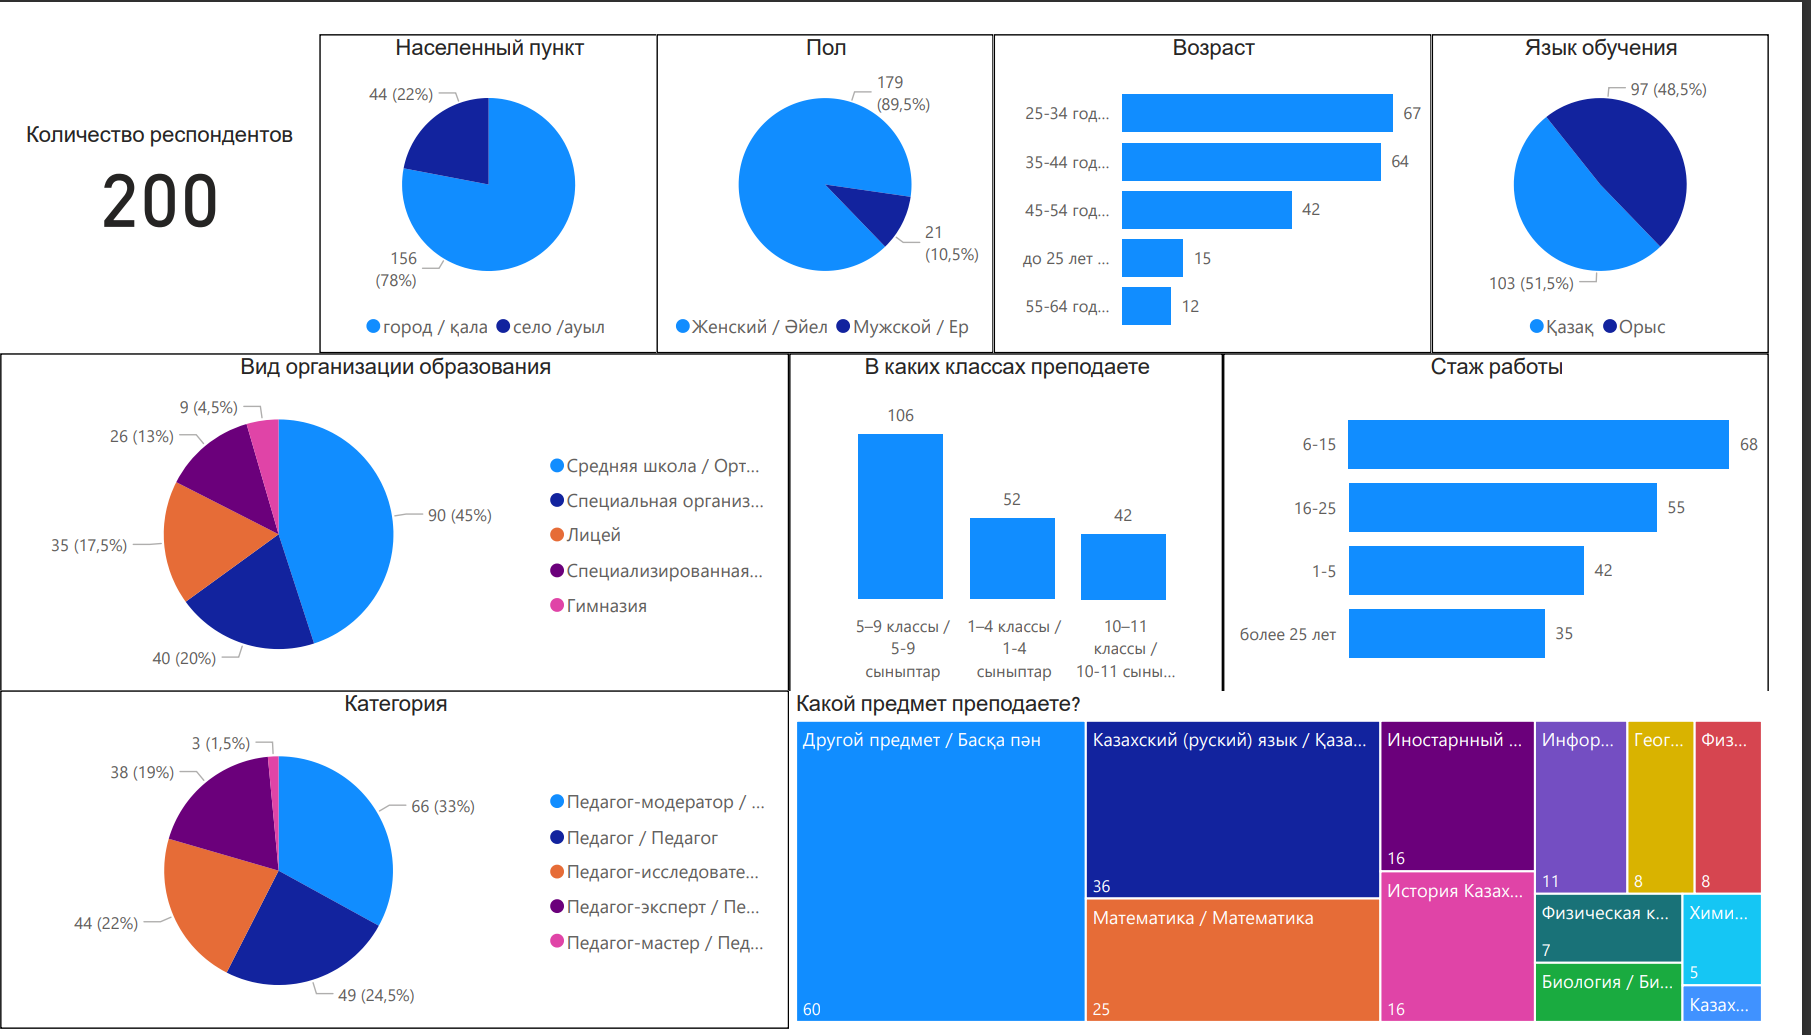 Количество респондентов
200
Населенный пункт
44 (22%)
156
(78%)
город / қала
село /ауыл
Пол
179
(89,5%)
21
(10,5%)
Женский / Әйел
Мужской / Ер
Возраст
25-34 год...
67
35-44 год...
64
45-54 год...
42
до 25 лет ...
15
55-64 год...
12
Язык обучения
97 (48,5%)
103 (51,5%)
Қазақ
Орыс
Вид организации образования
9 (4,5%)
26 (13%)
35 (17,5%)
40 (20%)
90 (45%)
Средняя школа / Орт...
Специальная организ...
Лицей
Специализированная...
Гимназия
В каких классах преподаете
106
52
42
5–9 классы /
5-9
сыныптар
1–4 классы /
1-4
сыныптар
10–11
классы /
10-11 сыны...
Стаж работы
6-15
68
16-25
55
1-5
42
более 25 лет
35
Категория
3 (1,5%)
38 (19%)
44 (22%)
49 (24,5%)
66 (33%)
Педагог-модератор / ...
Педагог / Педагог
Педагог-исследовате...
Педагог-эксперт / Пе...
Педагог-мастер / Пед...
Какой предмет преподаете?
Другой предмет / Басқа пән
60
Казахский (руский) язык / Қаза...
36
Математика / Математика
25
Иностарнный ...
16
История Казах...
16
Инфор...
11
Геог...
8
Физ...
8
Физическая к...
7
Биология / Би...
Хими...
5
Казах...